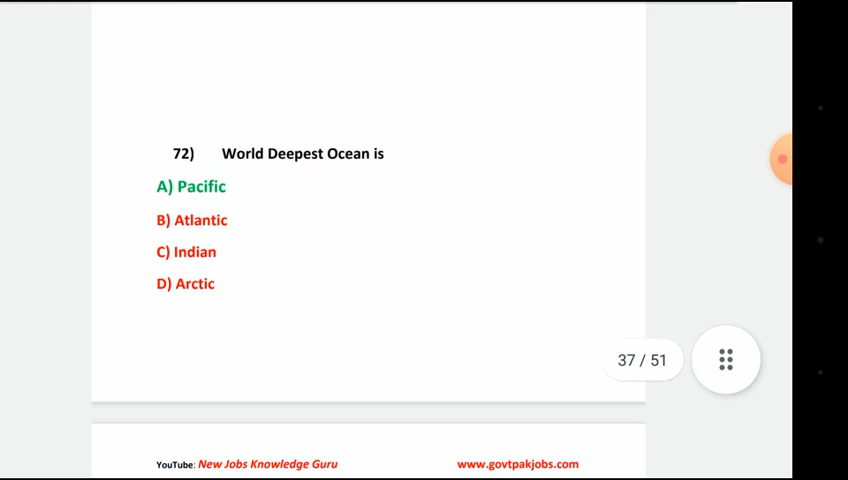 72) World Deepest Ocean is
A) Pacific
B) Atlantic
C) Indian
D) Arctic
37 / 51
YouTube: New Jobs Knowledge Guru www.govtpakjobs.com